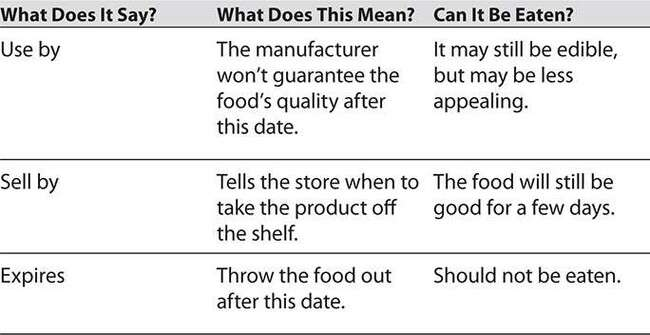 What Does It Say? What Does This Mean? Can It Be Eaten?
Use by The manufacturer It may still be edible,
won’t guarantee the but may be less
food’s quality after appealing.
this date.
Sell by Tells the store when to The food will still be
take the product off good for a few days.
the shelf.
Expires Throw the food out Should not be eaten.
after this date.